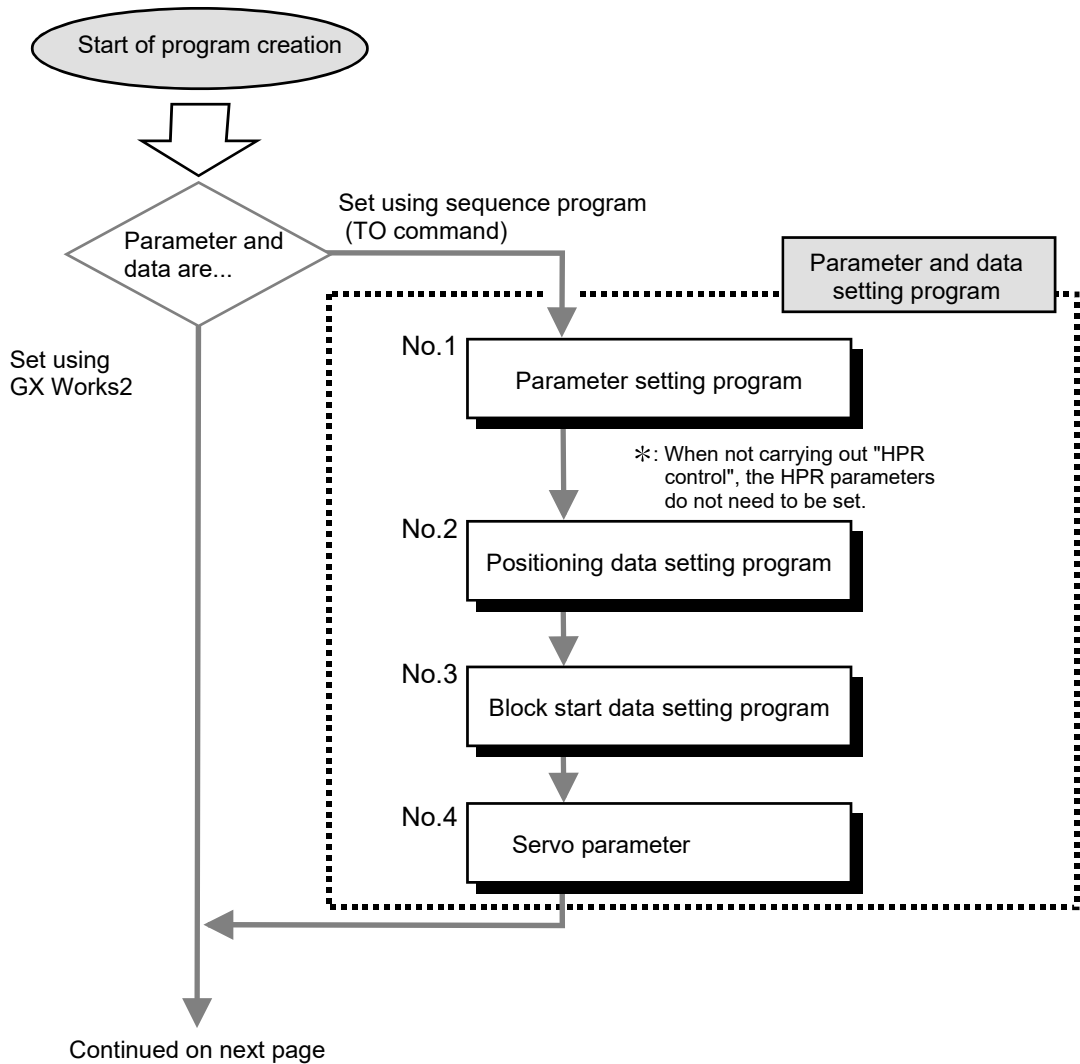 Start of program creation
Set using sequence program
(TO command)
Parameter and
data are...
Parameter and data
setting program
Set using
GX Works2
No.1
Parameter setting program
＊: When not carrying out "HPR
control", the HPR parameters
do not need to be set.
No.2
Positioning data setting program
No.3
Block start data setting program
No.4
Servo parameter
Continued on next page